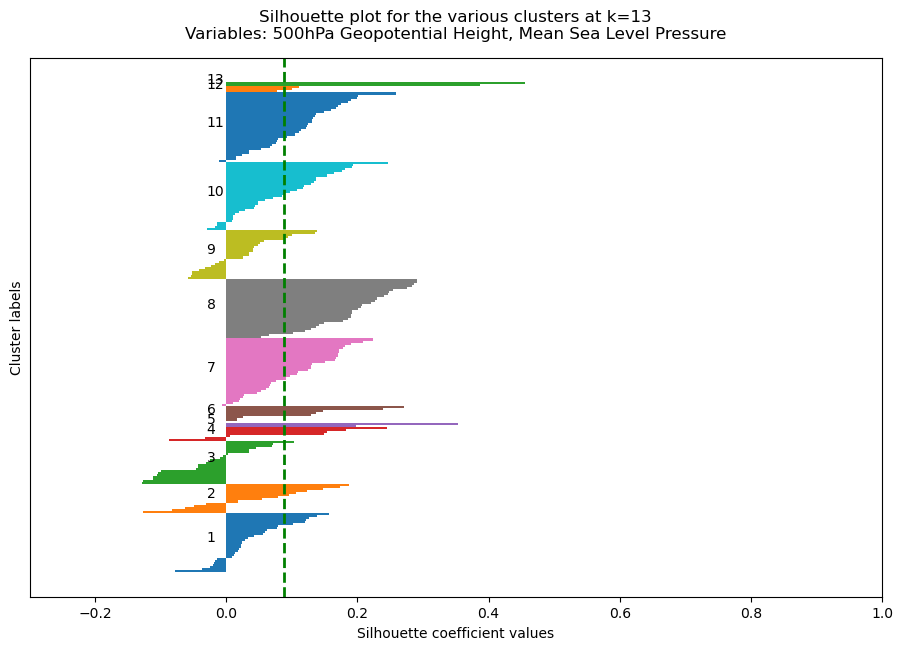 Silhouette plot for the various clusters at k=13
Variables: 500hPa Geopotential Height, Mean Sea Level Pressure
13
12
11
10
9
8
7
6
5
4
3
2
1
Cluster labels
−0.2 0.0 0.2 0.4 0.6 0.8 1.0
Silhouette coefficient values